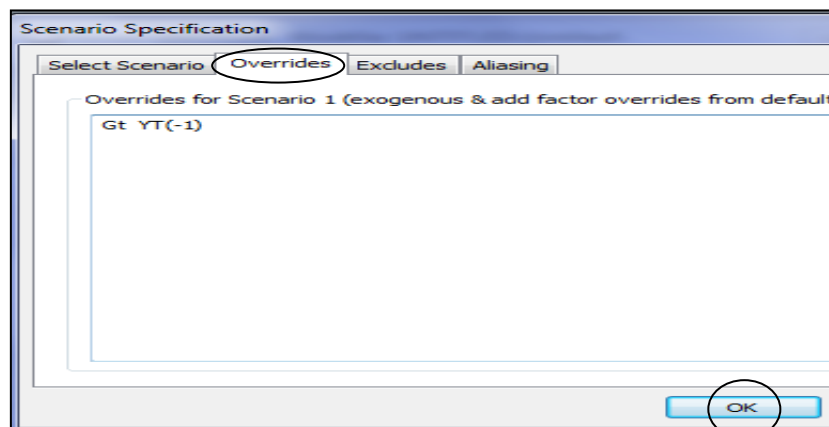 Scenario Specification
Select Scenario Overrides Excludes Aliasing
Overrides for Scenario 1 (exogenous & add factor overrides from default
Gt YT(-1)
OK